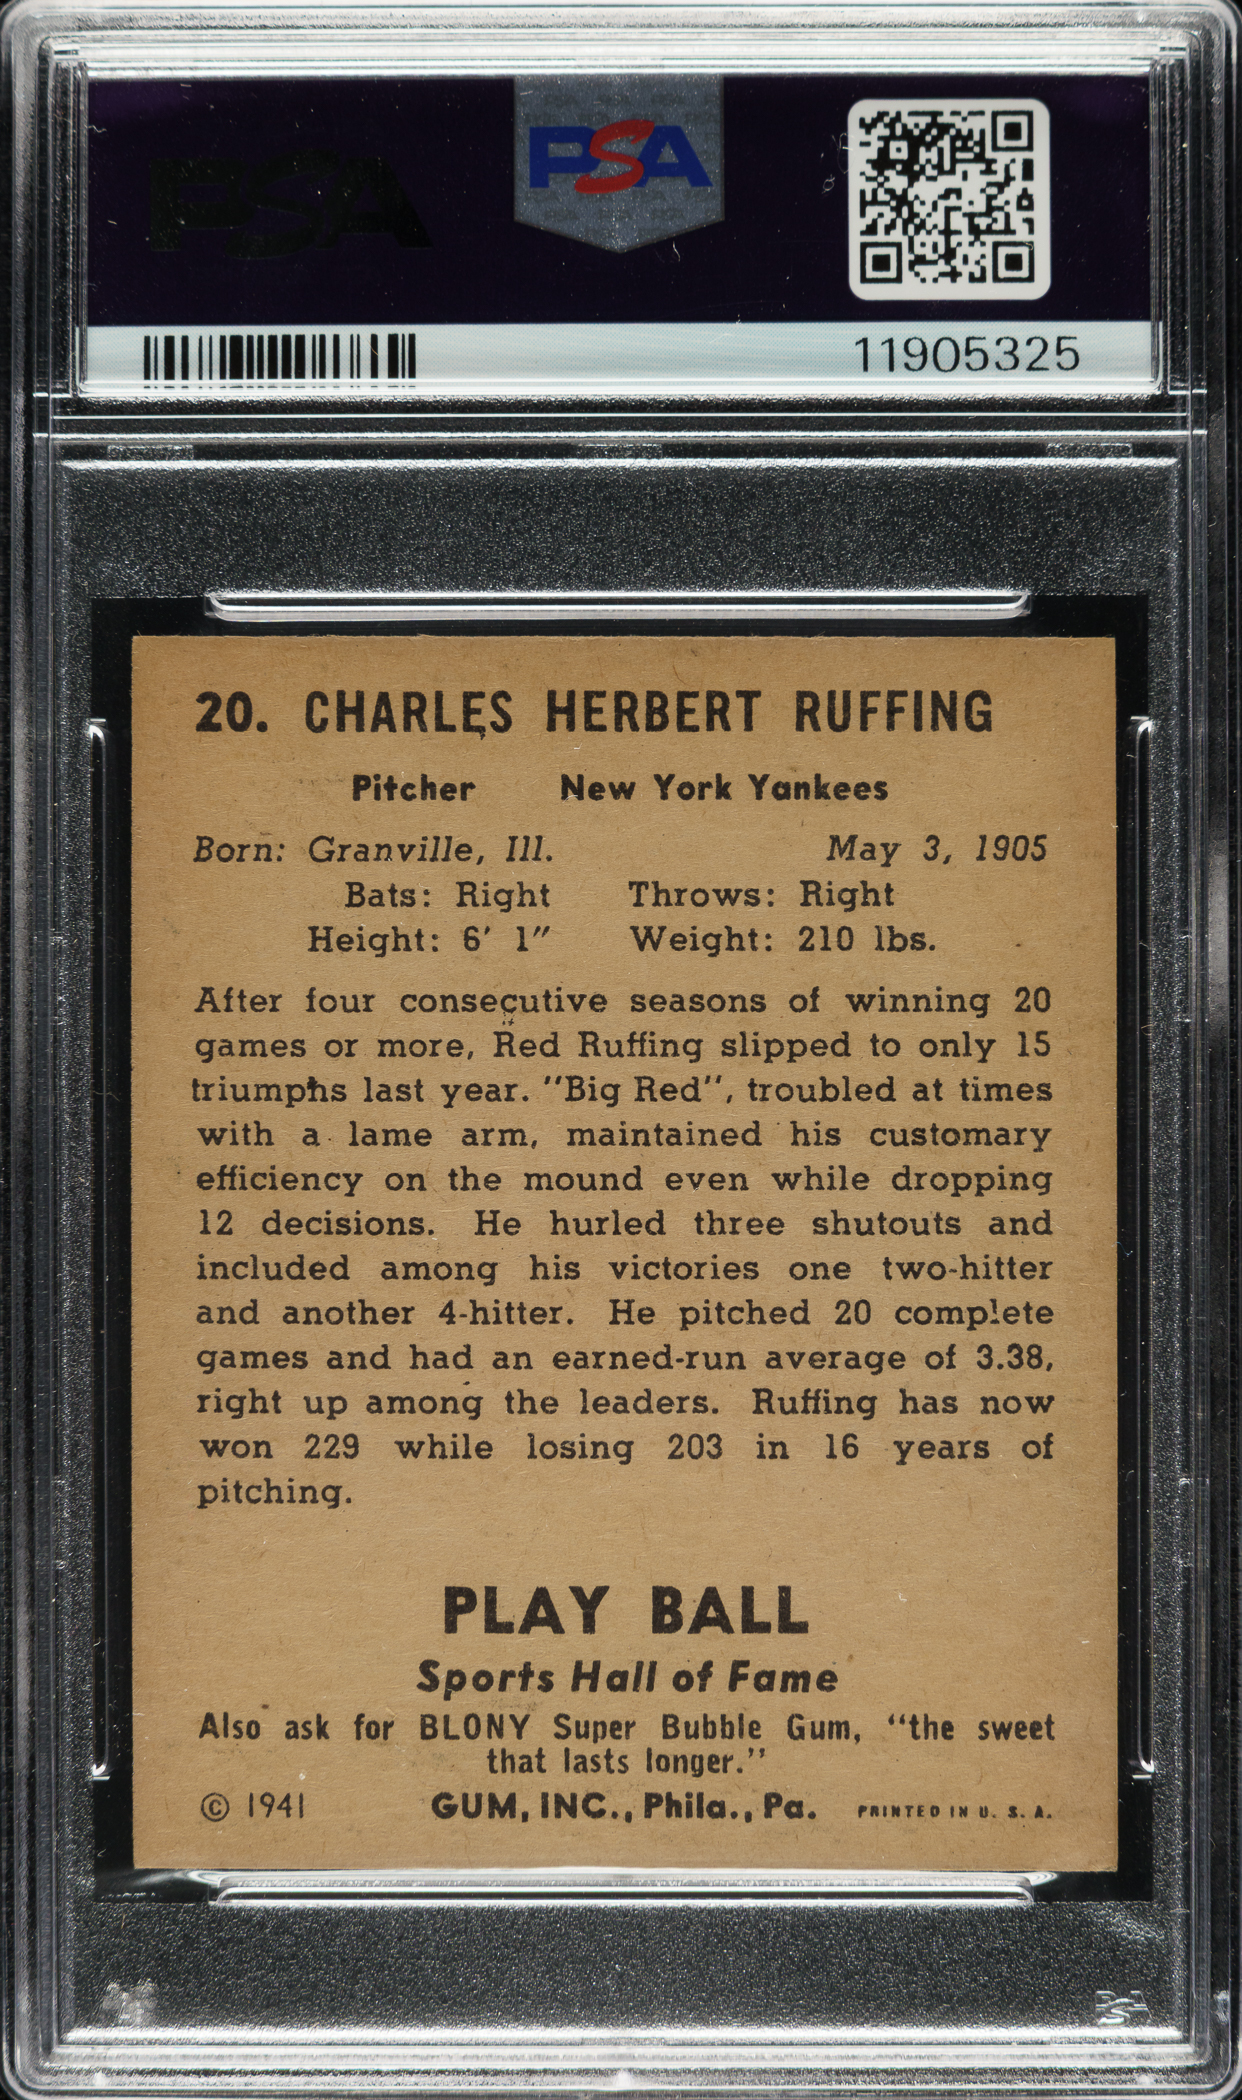 PSA
PSA
11905325
20. CHARLES HERBERT RUFFING
Pitcher New York Yankees
Born: Granville, Ill. May 3, 1905
Bats: Right Throws: Right
Height: 6' 1" Weight: 210 lbs.
After four consecutive seasons of winning 20
games or more, Red Ruffing slipped to only 15
triumphs last year. "Big Red", troubled at times
with a lame arm, maintained his customary
efficiency on the mound even while dropping
12 decisions. He hurled three shutouts and
included among his victories one two-hitter
and another 4-hitter. He pitched 20 complete
games and had an earned-run average of 3.38,
right up among the leaders. Ruffing has now
won 229 while losing 203 in 16 years of
pitching.
PLAY BALL
Sports Hall of Fame
Also ask for BLONY Super Bubble Gum, "the sweet
that lasts longer."
© 1941 GUM, INC., Phila., Pa. PRINTED IN U. S. A.
PSA